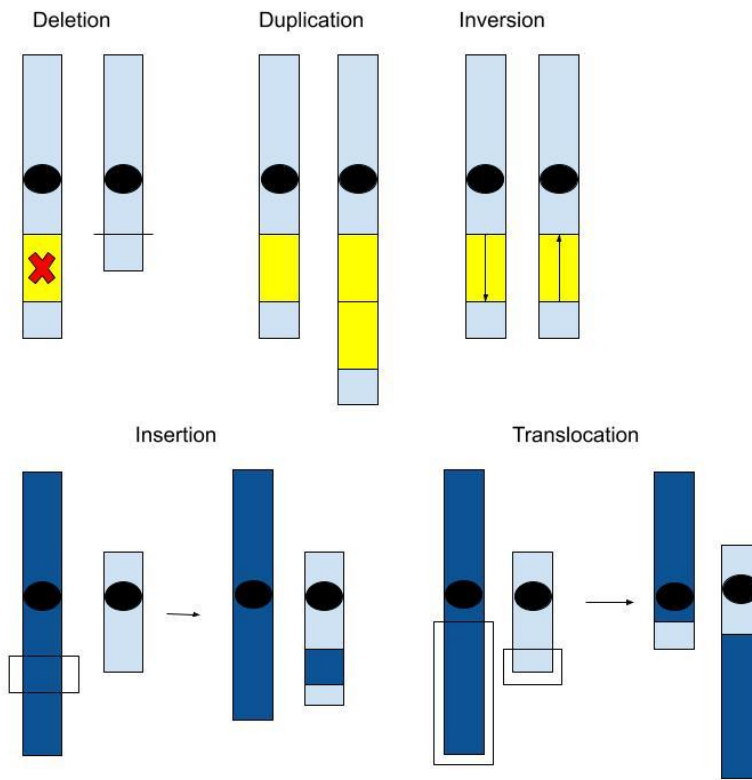 Deletion
Duplication
Inversion
Insertion
Translocation